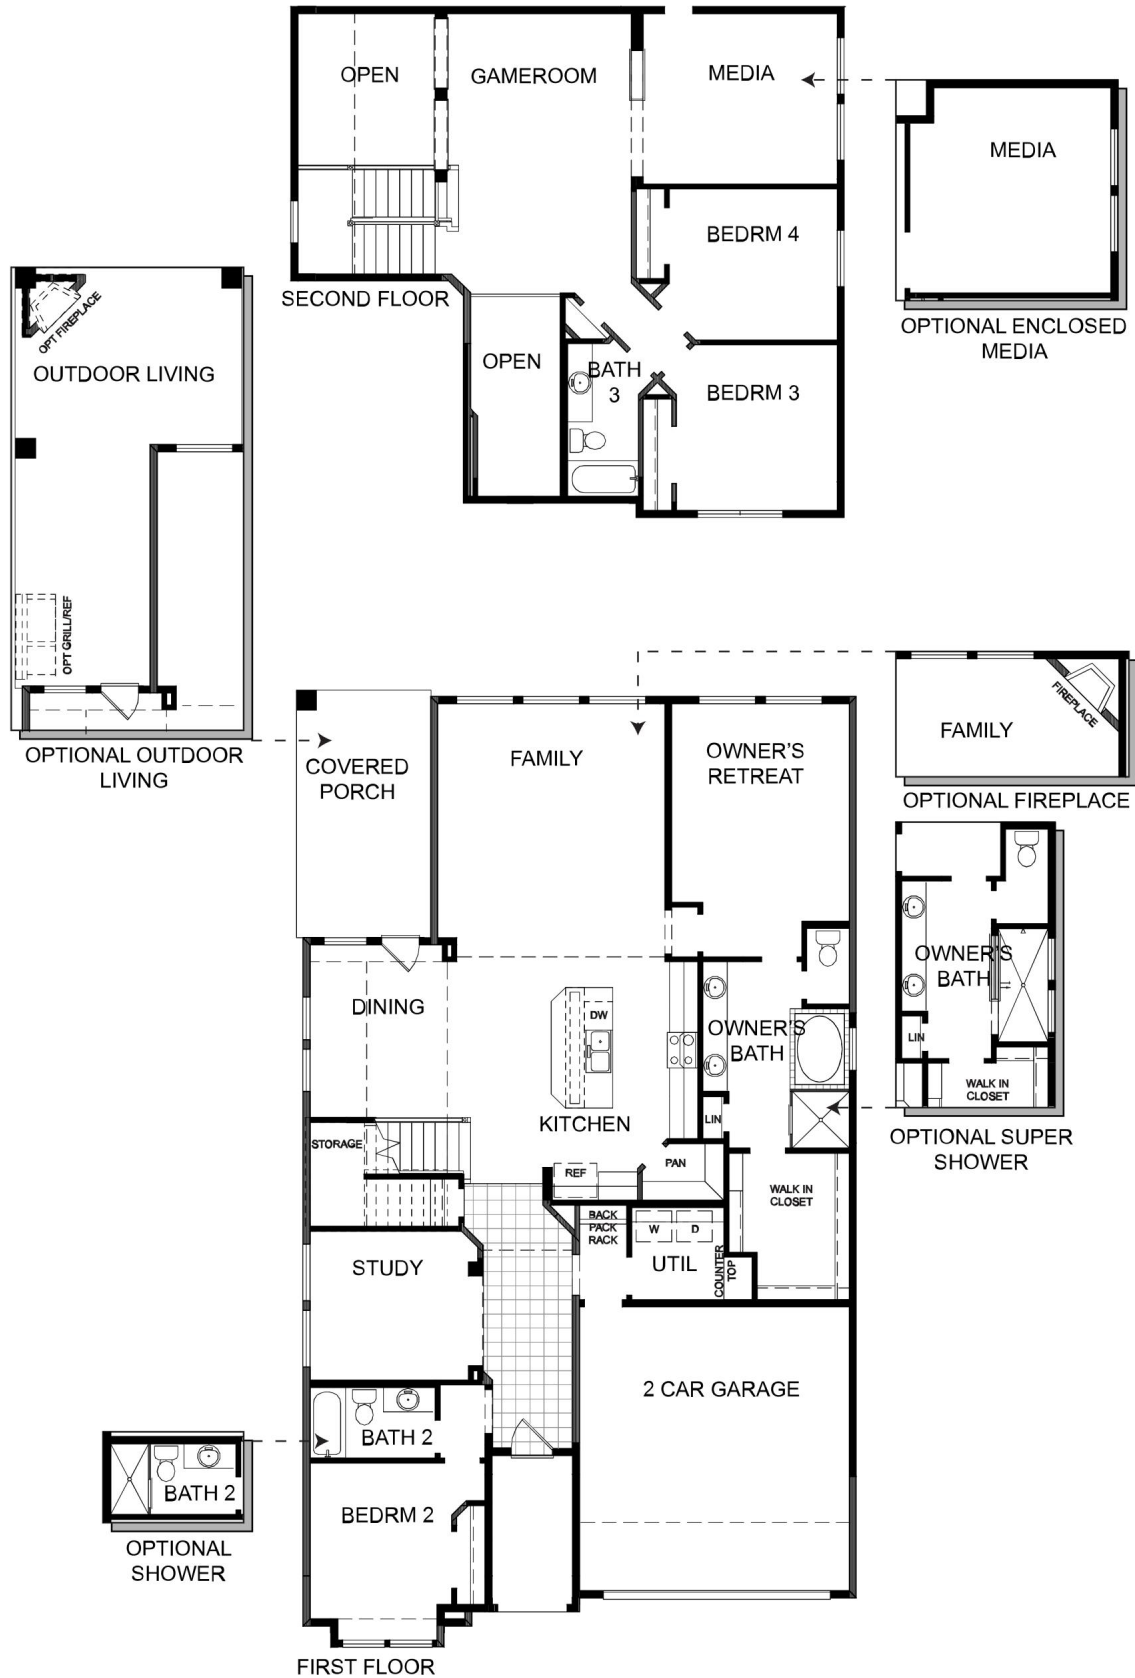 OPEN
GAMEROOM
MEDIA
MEDIA
BEDRM 4
SECOND FLOOR
OPTIONAL ENCLOSED
MEDIA
OPT FIREPLACE
OUTDOOR LIVING
OPEN
BATH
3
BEDRM 3
OPT GRILL/REF
OPTIONAL OUTDOOR
LIVING
COVERED
PORCH
FAMILY
OWNER'S
RETREAT
FIREPLACE
FAMILY
OPTIONAL FIREPLACE
DINING
DW
OWNER'S
BATH
OWNER'S
BATH
LIN
WALK IN
CLOSET
OPTIONAL SUPER
SHOWER
KITCHEN
LIN
STORAGE
REF
PAN
WALK IN
CLOSET
BACK
PACK
RACK
W
D
UTIL
COUNTER
TOP
STUDY
2 CAR GARAGE
BATH 2
BATH 2
OPTIONAL
SHOWER
BEDRM 2
FIRST FLOOR